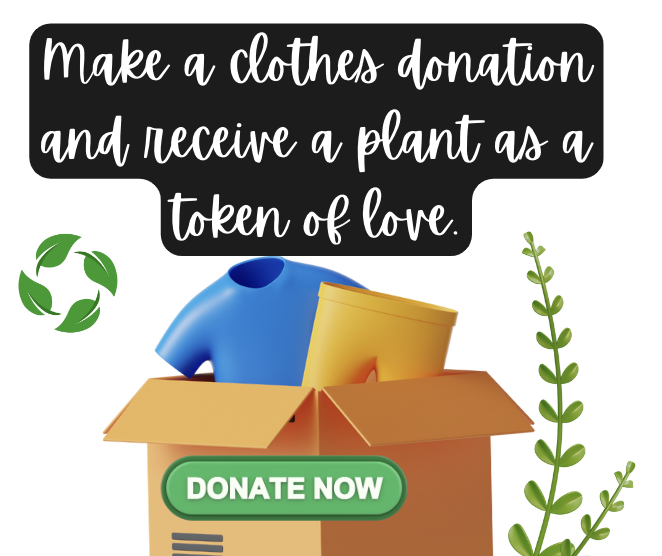 Make a clothes donation
and receive a plant as a
token of love.
DONATE NOW